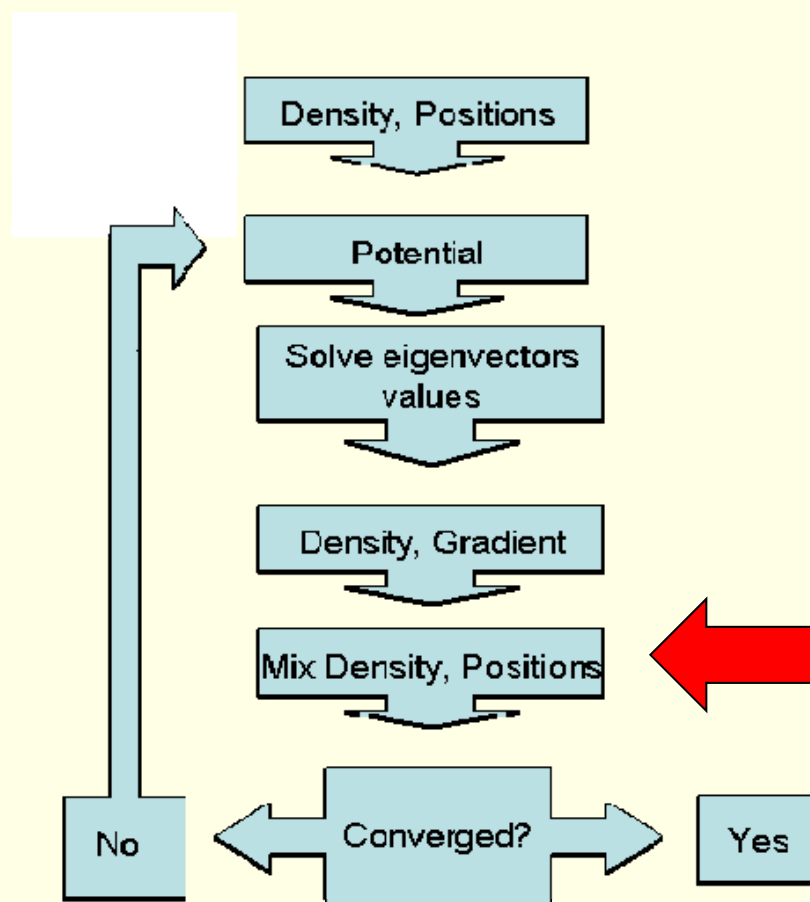 Density, Positions
Potential
Solve eigenvectors
values
Density, Gradient
Mix Density, Positions
No
Converged?
Yes